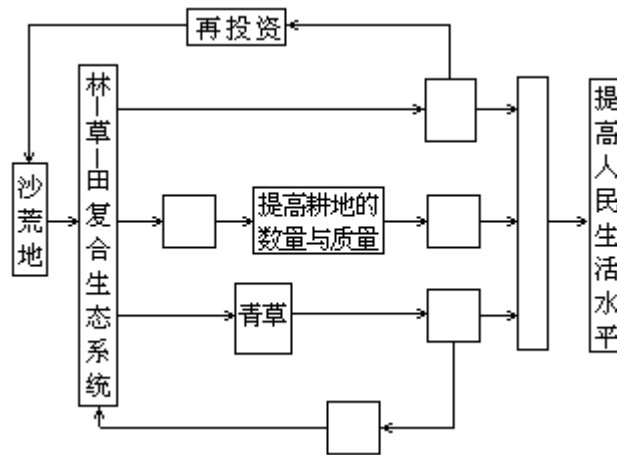 再投资
沙荒地
林—草—田复合生态系统
提高耕地的
数量与质量
青草
提高人民生活水平